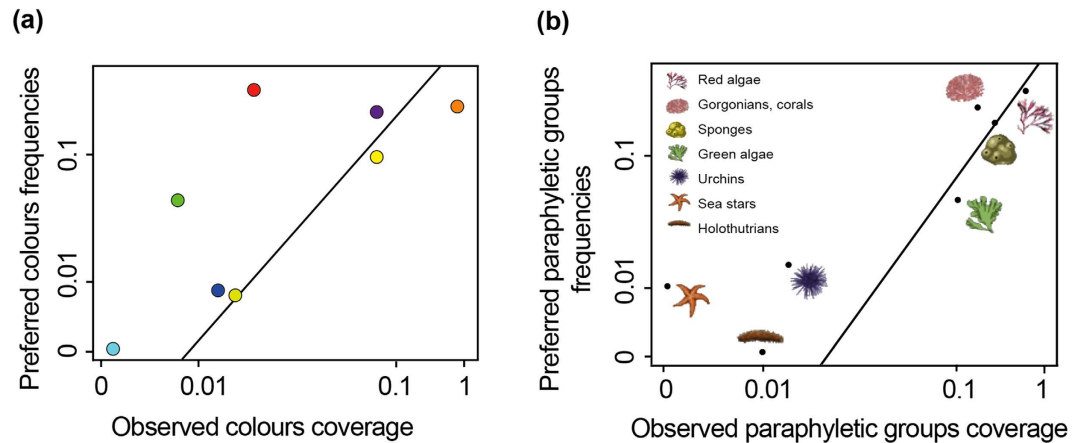 (a)
Preferred colours frequencies
0.1
0.01
0
0
0.01
0.1
1
Observed colours coverage
(b)
Preferred paraphyletic groups
frequencies
0.1
0.01
0
Red algae
Gorgonians, corals
Sponges
Green algae
Urchins
Sea stars
Holothutrians
0
0.01
0.1
1
Observed paraphyletic groups coverage